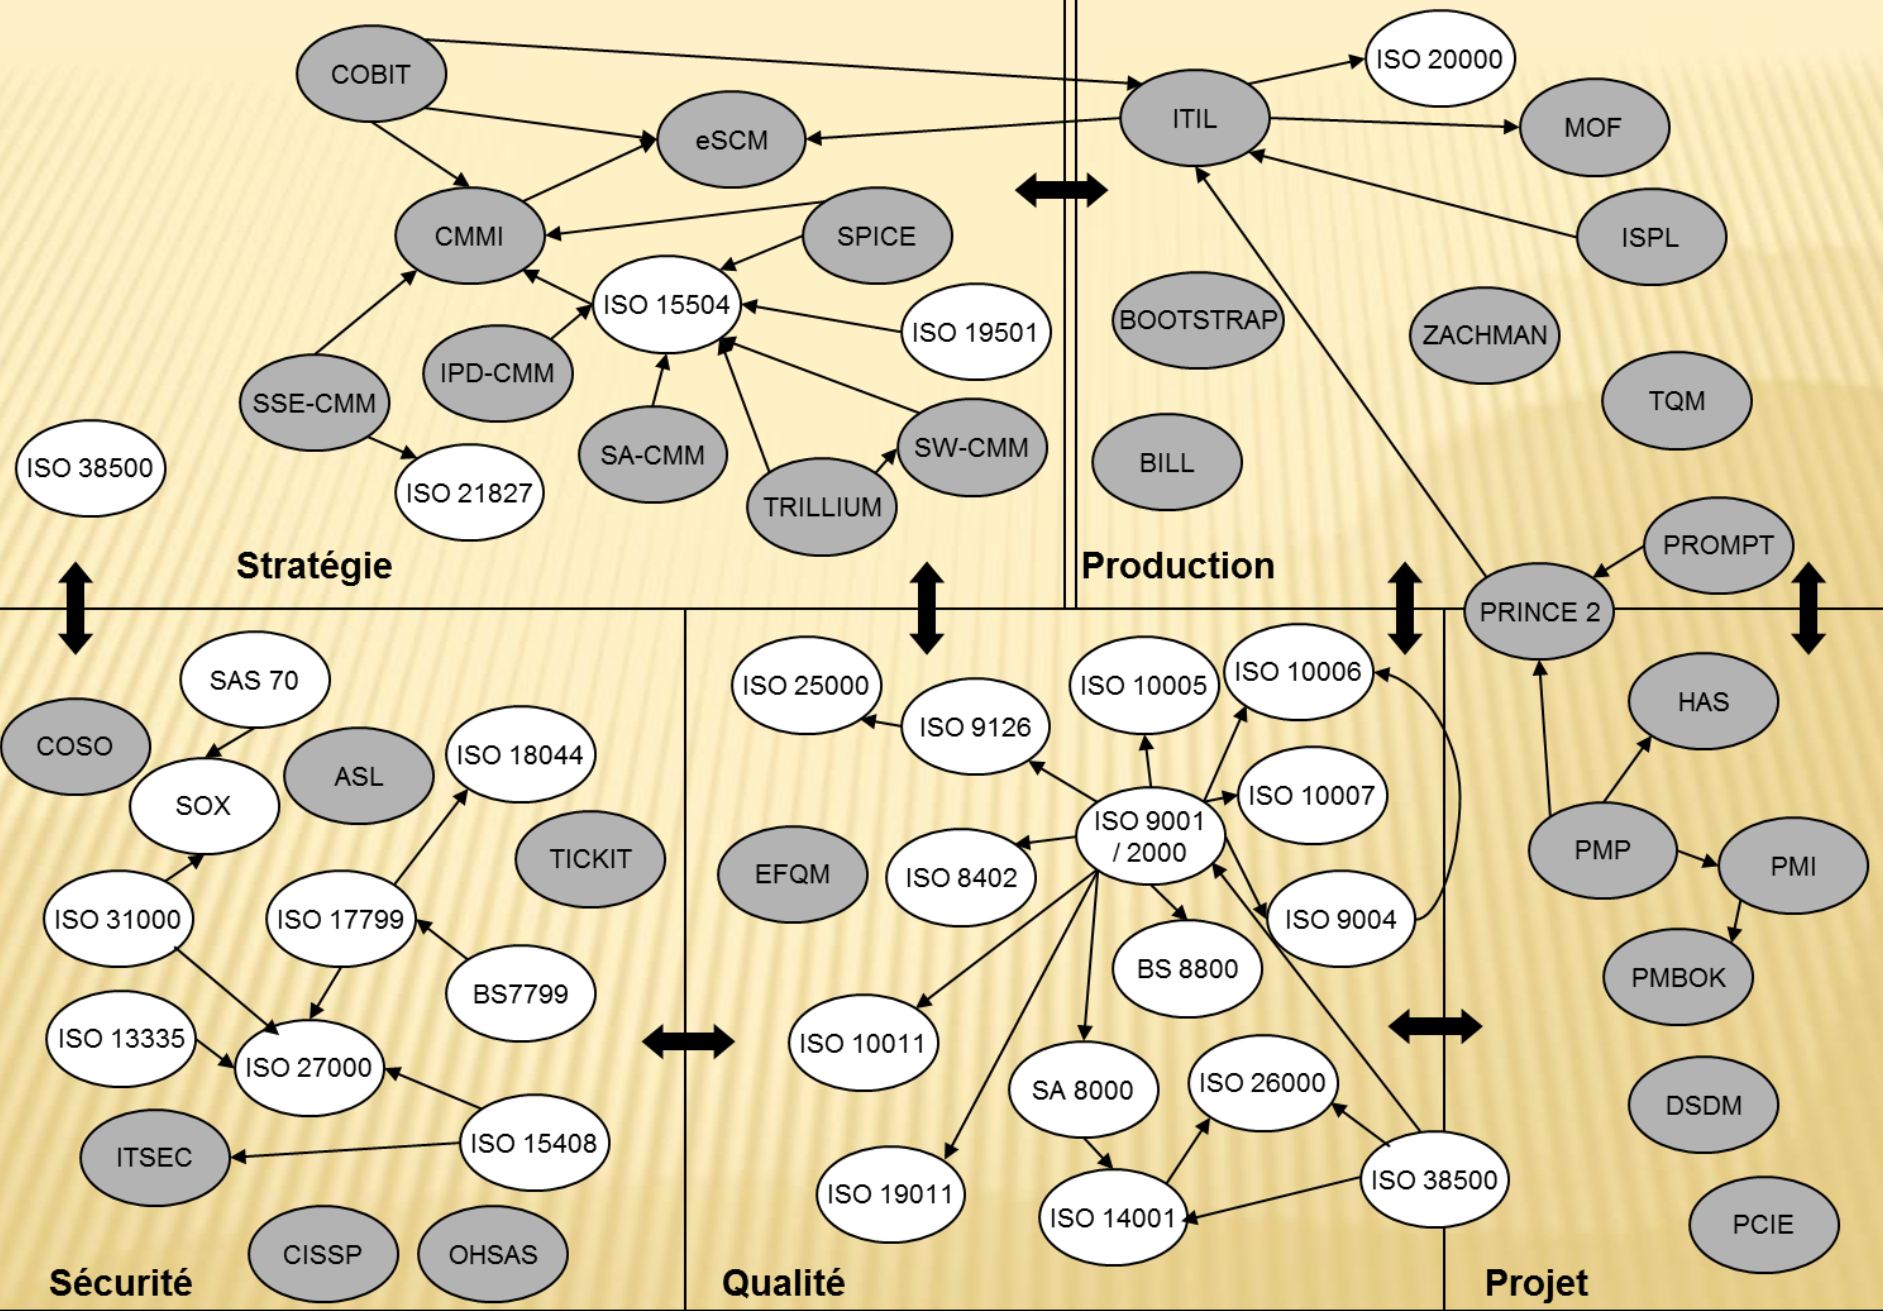 COBIT
eSCM
CMMI
SPICE
ISO 15504
ISO 19501
IPD-CMM
SSE-CMM
SA-CMM
SW-CMM
ISO 38500
ISO 21827
TRILLIUM
Stratégie
ISO 20000
ITIL
MOF
ISPL
BOOTSTRAP
ZACHMAN
TQM
BILL
PROMPT
Production
PRINCE 2
SAS 70
COSO
ISO 18044
ASL
SOX
TICKIT
ISO 31000
ISO 17799
BS7799
ISO 13335
ISO 27000
ISO 15408
ITSEC
CISSP
OHSAS
Sécurité
ISO 25000
ISO 10005
ISO 10006
ISO 9126
ISO 10007
ISO 9001
/ 2000
EFQM
ISO 8402
ISO 9004
BS 8800
ISO 10011
SA 8000
ISO 26000
ISO 38500
ISO 19011
ISO 14001
Qualité
HAS
PMP
PMI
PMBOK
DSDM
PCIE
Projet